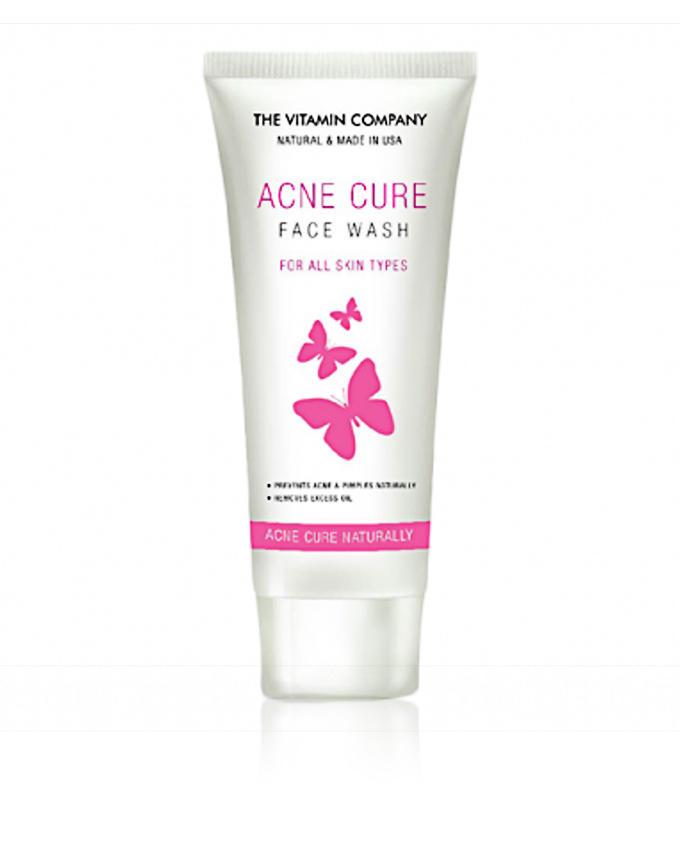 THE VITAMIN COMPANY
NATURAL & MADE IN USA
ACNE CURE
FACE WASH
FOR ALL SKIN TYPES
• PREVENTS ACNE & PIMPLES NATURALLY
• REMOVES EXCESS OIL
ACNE CURE NATURALLY